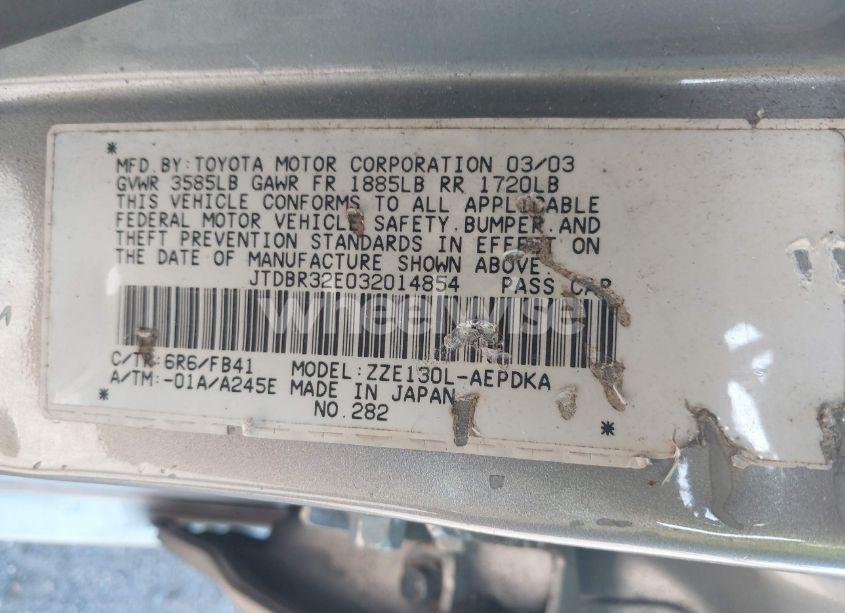 *
MFD.BY:TOYOTA MOTOR CORPORATION 03/03
GVWR 3585LB GAWR FR 1885LB RR 1720LB
THIS VEHICLE CONFORMS TO ALL APPLICABLE
FEDERAL MOTOR VEHICLE SAFETY,BUMPER,AND
THEFT PREVENTION STANDARDS IN EFFECT ON
THE DATE OF MANUFACTURE SHOWN ABOVE.
JTDBR32E032014854 PASS CAR
wheelwise
C/TR:6R6/FB41 MODEL:ZZE130L-AEPDKA
A/TM:-01A/A245E MADE IN JAPAN
* NO.282 *